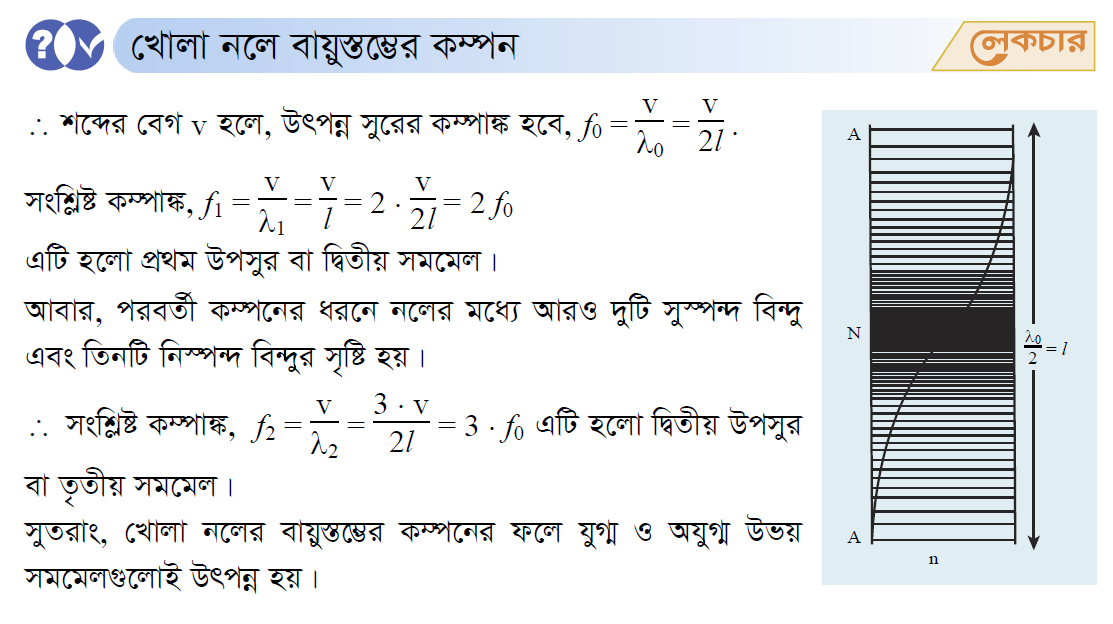 খোলা নলে বায়ুস্তম্ভের কম্পন
লেকচার
∴ শব্দের বেগ v হলে, উৎপন্ন সুরের কম্পাঙ্ক হবে, f₀ = v/λ₀ = v/2l .
সংশ্লিষ্ট কম্পাঙ্ক, f₁ = v/λ₁ = v/l = 2 · v/2l = 2 f₀
এটি হলো প্রথম উপসুর বা দ্বিতীয় সমমেল।
আবার, পরবর্তী কম্পনের ধরনে নলের মধ্যে আরও দুটি সুস্পন্দ বিন্দু
এবং তিনটি নিস্পন্দ বিন্দুর সৃষ্টি হয়।
∴ সংশ্লিষ্ট কম্পাঙ্ক, f₂ = v/λ₂ = 3 · v/2l = 3 · f₀ এটি হলো দ্বিতীয় উপসুর
বা তৃতীয় সমমেল।
সুতরাং, খোলা নলের বায়ুস্তম্ভের কম্পনের ফলে যুগ্ম ও অযুগ্ম উভয়
সমমেলগুলোই উৎপন্ন হয়।
A
N
λ₀/2 = l
A
n